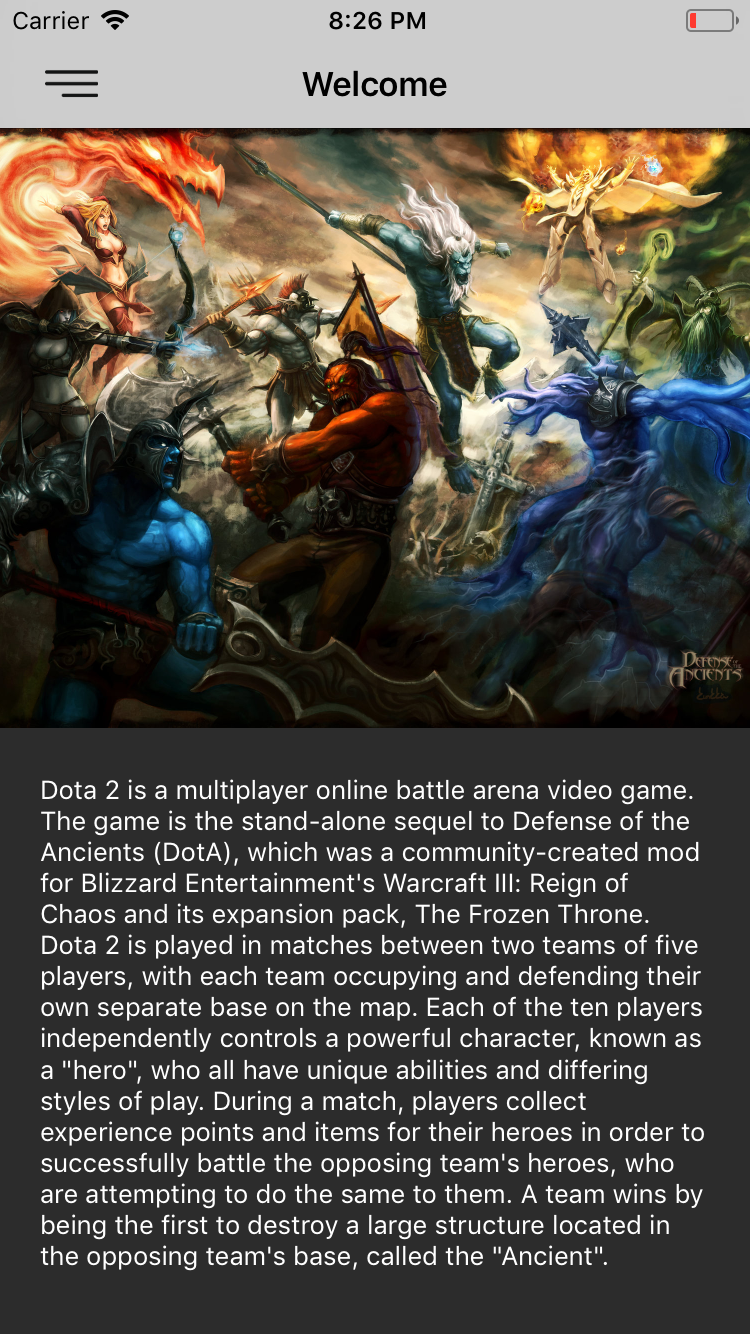 Carrier
8:26 PM
Welcome
DEFENSE OF THE
ANCIENTS
Dota 2 is a multiplayer online battle arena video game.
The game is the stand-alone sequel to Defense of the
Ancients (DotA), which was a community-created mod
for Blizzard Entertainment's Warcraft III: Reign of
Chaos and its expansion pack, The Frozen Throne.
Dota 2 is played in matches between two teams of five
players, with each team occupying and defending their
own separate base on the map. Each of the ten players
independently controls a powerful character, known as
a "hero", who all have unique abilities and differing
styles of play. During a match, players collect
experience points and items for their heroes in order to
successfully battle the opposing team's heroes, who
are attempting to do the same to them. A team wins by
being the first to destroy a large structure located in
the opposing team's base, called the "Ancient".